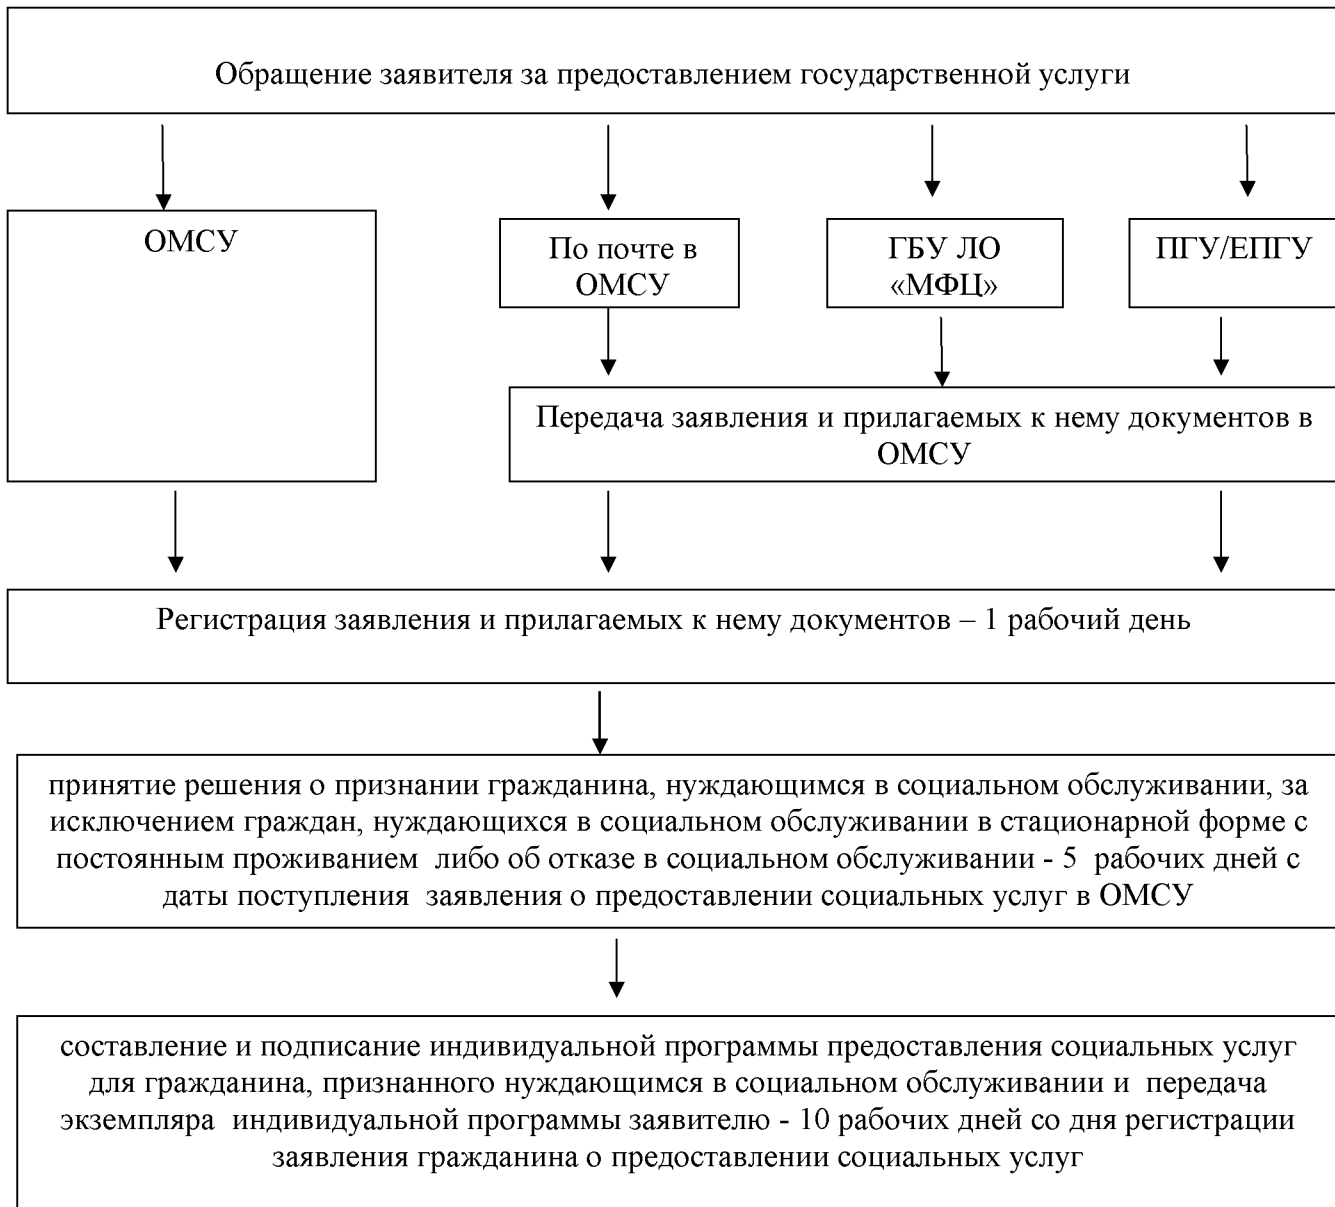 Обращение заявителя за предоставлением государственной услуги
ОМСУ
По почте в
ОМСУ
ГБУ ЛО
«МФЦ»
ПГУ/ЕПГУ
Передача заявления и прилагаемых к нему документов в
ОМСУ
Регистрация заявления и прилагаемых к нему документов – 1 рабочий день
принятие решения о признании гражданина, нуждающимся в социальном обслуживании, за
исключением граждан, нуждающихся в социальном обслуживании в стационарной форме с
постоянным проживанием либо об отказе в социальном обслуживании - 5 рабочих дней с
даты поступления заявления о предоставлении социальных услуг в ОМСУ
составление и подписание индивидуальной программы предоставления социальных услуг
для гражданина, признанного нуждающимся в социальном обслуживании и передача
экземпляра индивидуальной программы заявителю - 10 рабочих дней со дня регистрации
заявления гражданина о предоставлении социальных услуг